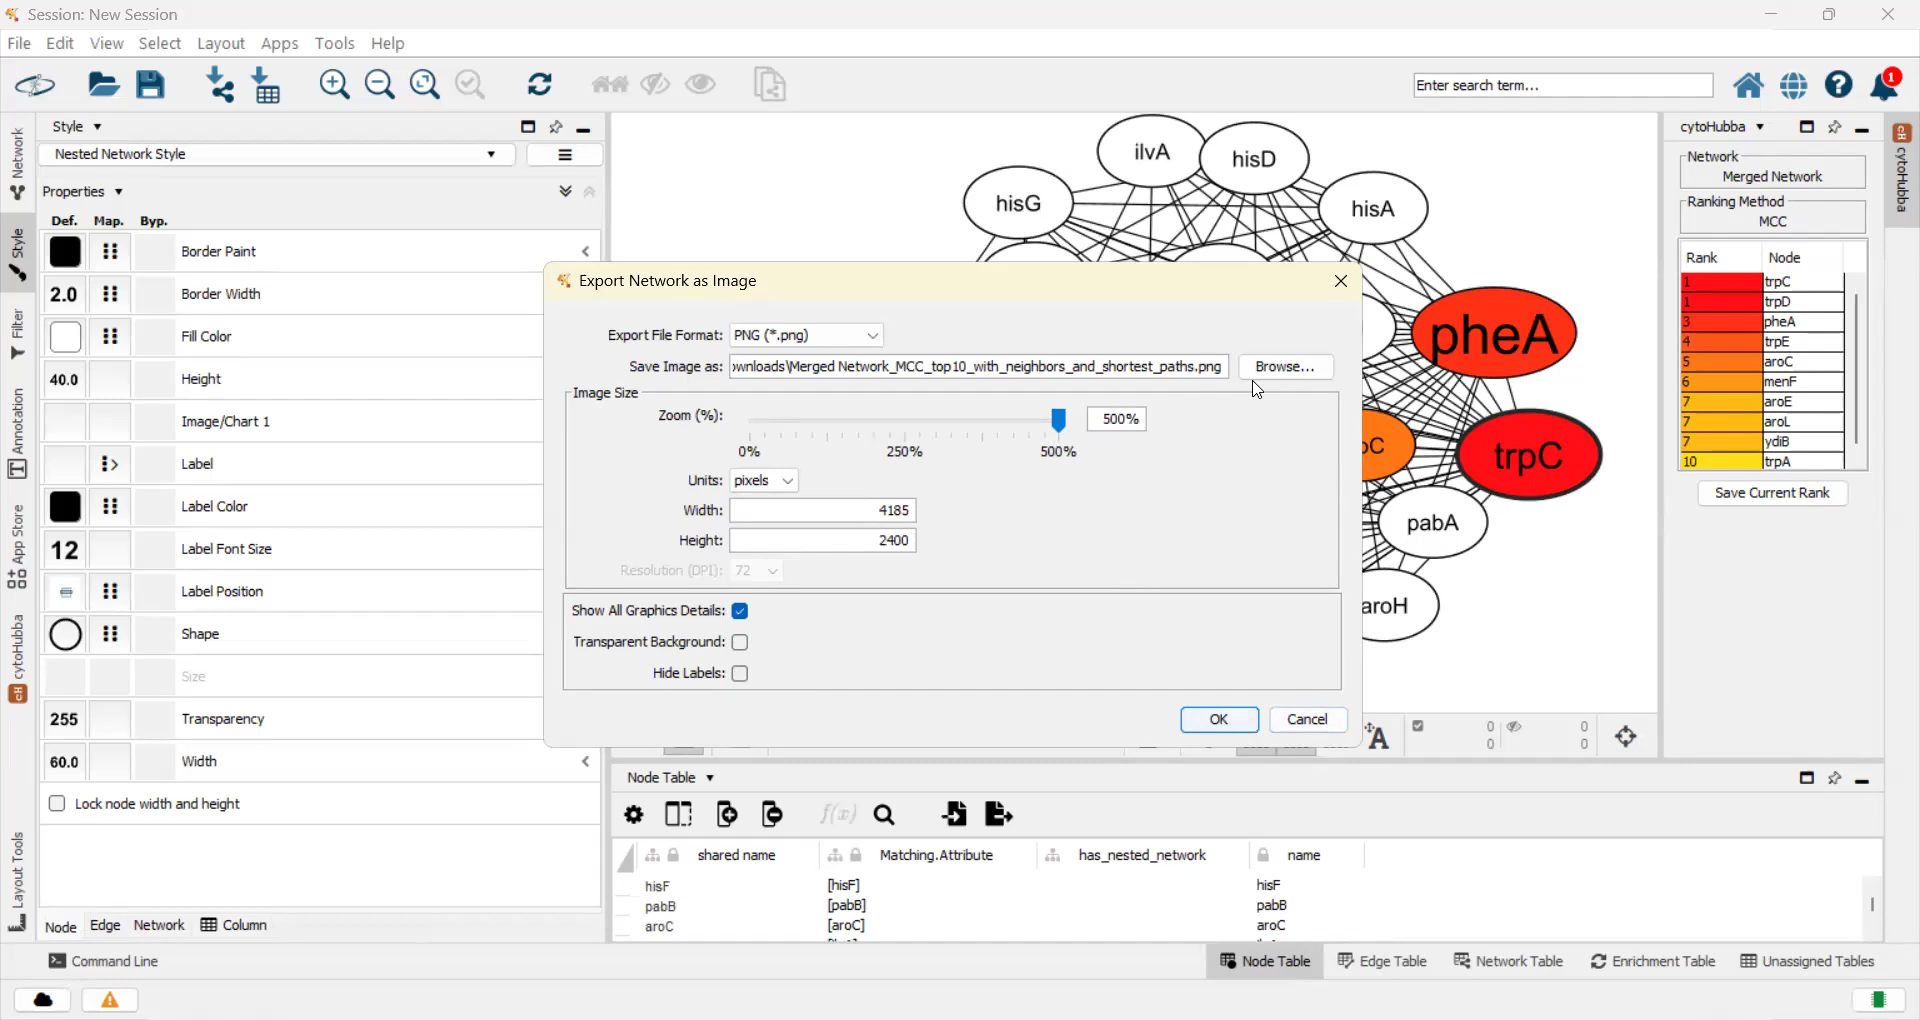 Session: New Session
File Edit View Select Layout Apps Tools Help
Enter search term...
1
Network
Style
Filter
Annotation
App Store
cH cytoHubba
Layout Tools
Style
Nested Network Style
Properties
Def. Map. Byp.
Border Paint
2.0 Border Width
Fill Color
40.0 Height
Image/Chart 1
Label
Label Color
12 Label Font Size
Label Position
Shape
Size
255 Transparency
60.0 Width
Lock node width and height
Node Edge Network Column
ilvA
hisD
hisG
hisA
pheA
trpC
pabA
aroH
Export Network as Image
Export File Format: PNG (*.png)
Save Image as: wnloads\Merged Network_MCC_top10_with_neighbors_and_shortest_paths.png Browse...
Image Size
Zoom (%): 500%
0% 250% 500%
Units: pixels
Width: 4185
Height: 2400
Resolution (DPI): 72
Show All Graphics Details:
Transparent Background:
Hide Labels:
OK Cancel
A
0 0
0 0
cytoHubba
Network
Merged Network
Ranking Method
MCC
Rank Node
1 trpC
1 trpD
3 pheA
4 trpE
5 aroC
6 menF
7 aroE
7 aroL
7 ydiB
10 trpA
Save Current Rank
cH cytoHubba
Node Table
f(x)
shared name Matching.Attribute has_nested_network name
hisF [hisF] hisF
pabB [pabB] pabB
aroC [aroC] aroC
Command Line
Node Table Edge Table Network Table Enrichment Table Unassigned Tables